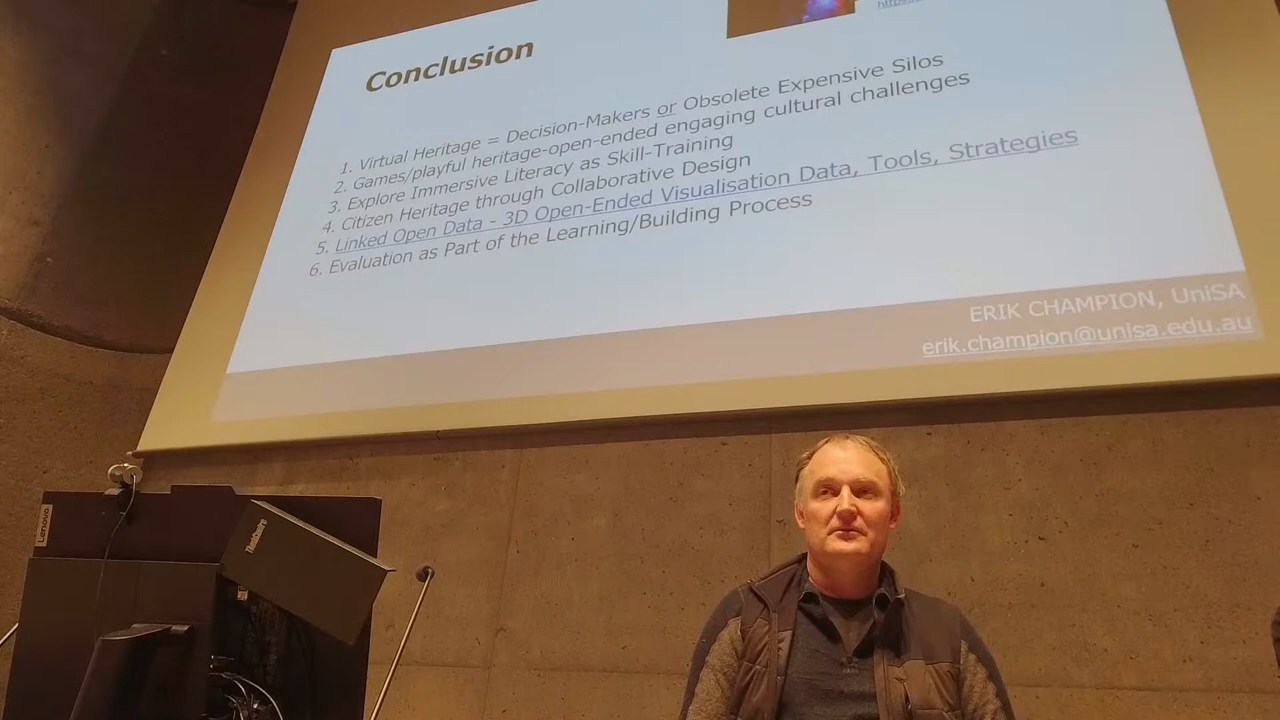 https:
Conclusion
1. Virtual Heritage = Decision-Makers or Obsolete Expensive Silos
2. Games/playful heritage-open-ended engaging cultural challenges
3. Explore Immersive Literacy as Skill-Training
4. Citizen Heritage through Collaborative Design
5. Linked Open Data - 3D Open-Ended Visualisation Data, Tools, Strategies
6. Evaluation as Part of the Learning/Building Process
ERIK CHAMPION, UniSA
erik.champion@unisa.edu.au
Lenovo
ThinkCentre